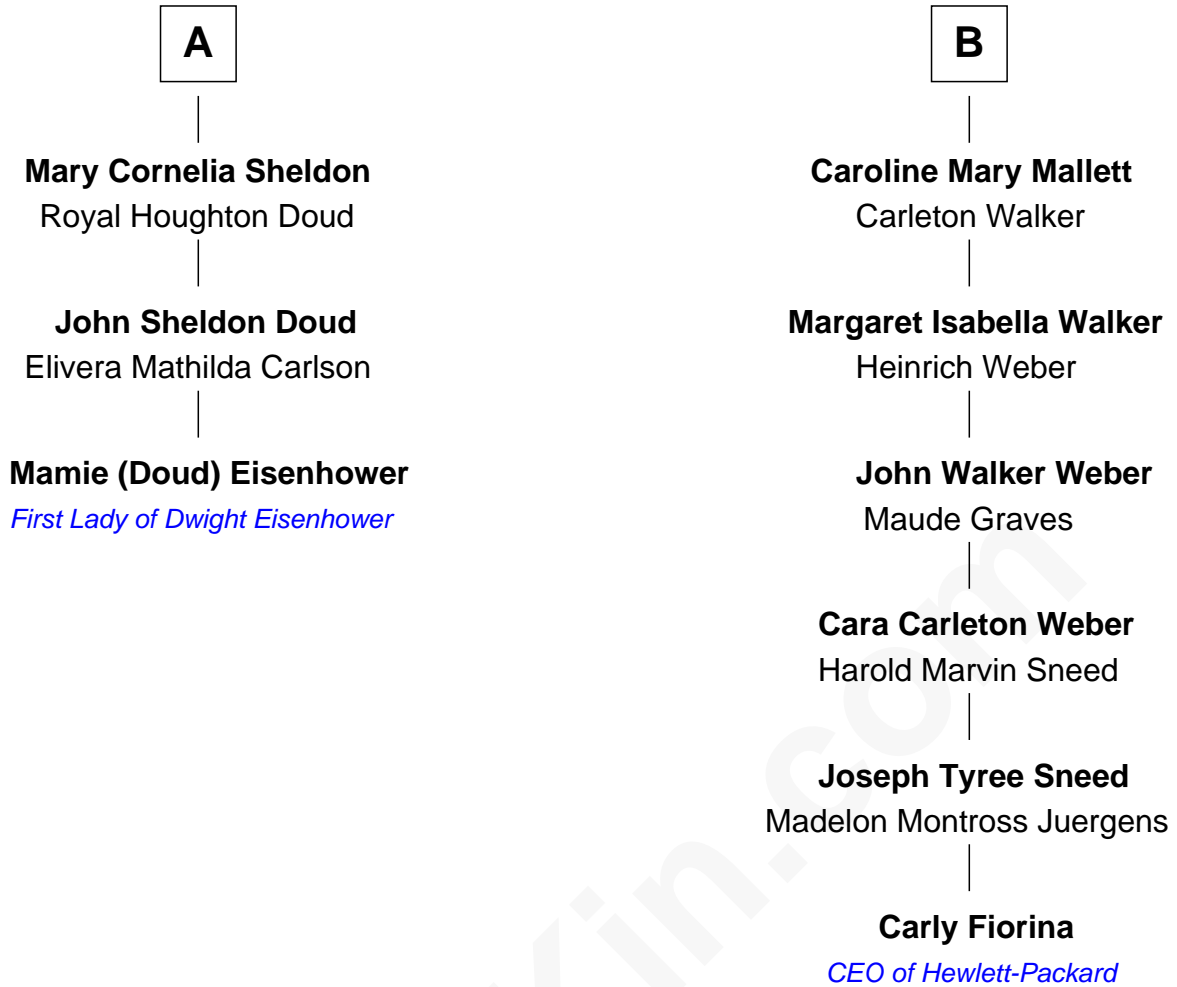 A
Mary Cornelia Sheldon
Royal Houghton Doud
John Sheldon Doud
Elivera Mathilda Carlson
Mamie (Doud) Eisenhower
First Lady of Dwight Eisenhower
B
Caroline Mary Mallett
Carleton Walker
Margaret Isabella Walker
Heinrich Weber
John Walker Weber
Maude Graves
Cara Carleton Weber
Harold Marvin Sneed
Joseph Tyree Sneed
Madelon Montross Juergens
Carly Fiorina
CEO of Hewlett-Packard
Kin.com